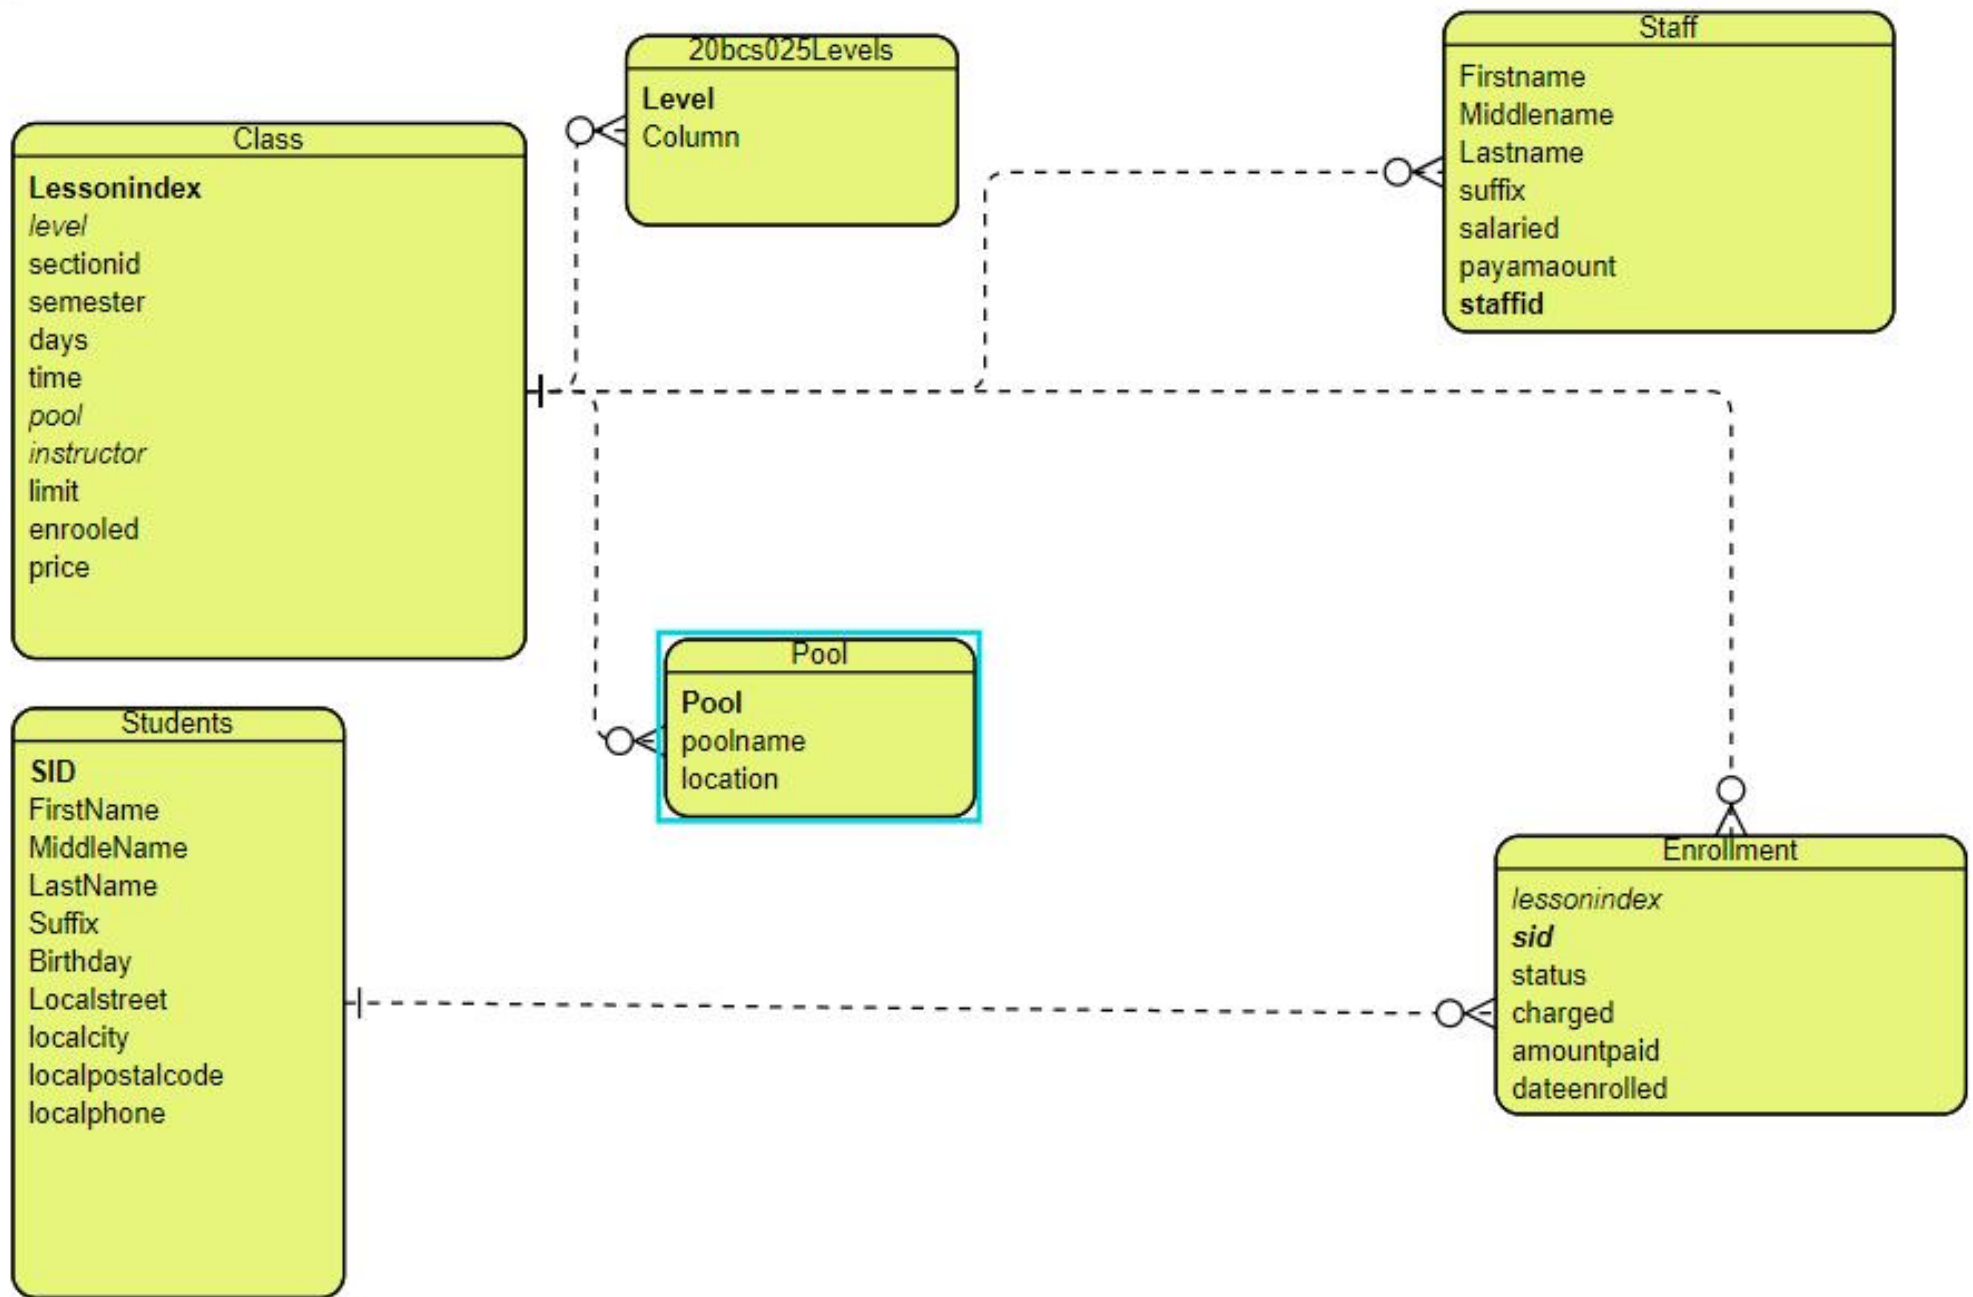 Class
Lessonindex
level
sectionid
semester
days
time
pool
instructor
limit
enrooled
price
20bcs025Levels
Level
Column
Staff
Firstname
Middlename
Lastname
suffix
salaried
payamaount
staffid
Pool
Pool
poolname
location
Students
SID
FirstName
MiddleName
LastName
Suffix
Birthday
Localstreet
localcity
localpostalcode
localphone
Enrollment
lessonindex
sid
status
charged
amountpaid
dateenrolled